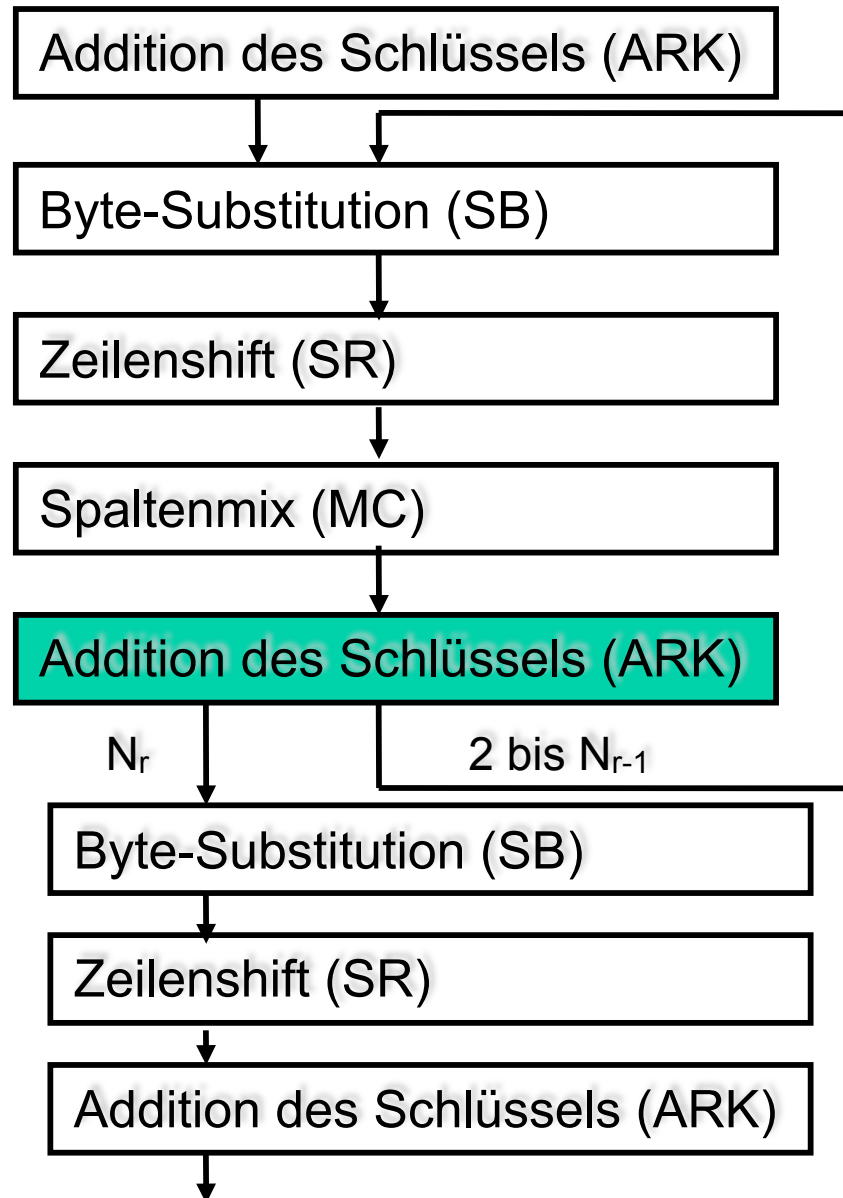 Addition des Schlüssels (ARK)
Byte-Substitution (SB)
Zeilenshift (SR)
Spaltenmix (MC)
Addition des Schlüssels (ARK)
Nr 2 bis Nr-1
Byte-Substitution (SB)
Zeilenshift (SR)
Addition des Schlüssels (ARK)